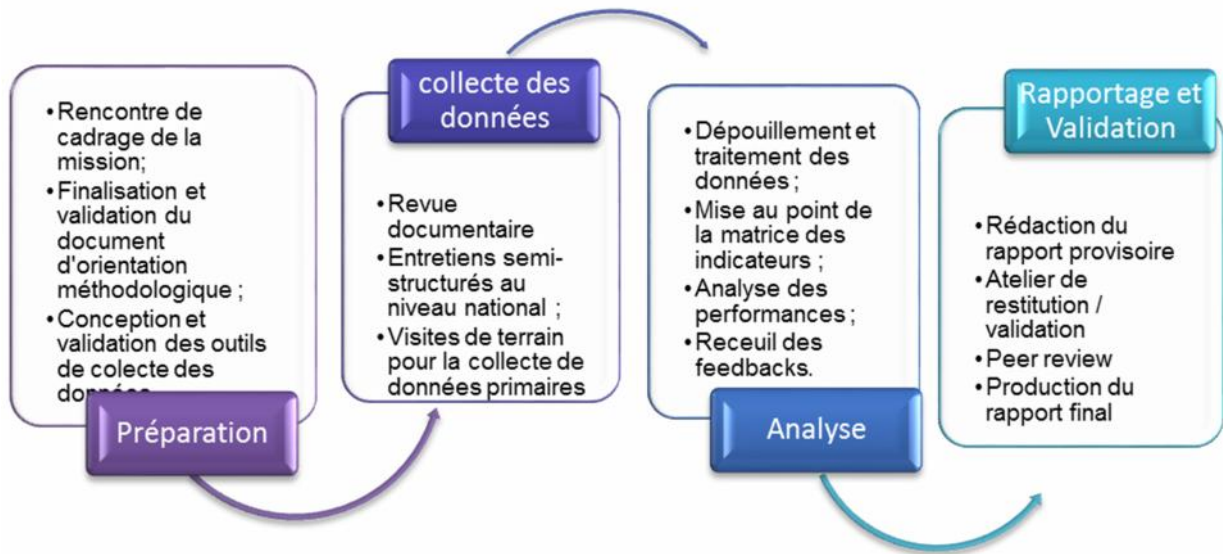 •Rencontre de
cadrage de la
mission;
•Finalisation et
validation du
document
d'orientation
méthodologique ;
•Conception et
validation des outils
de colecte des
données
Préparation
collecte des
données
•Revue
documentaire
•Entretiens semi-
structurés au
niveau national ;
•Visites de terrain
pour la collecte de
données primaires
•Dépouillement et
traitement des
données ;
•Mise au point de
la matrice des
indicateurs ;
•Analyse des
performances ;
•Receuil des
feedbacks.
Analyse
Rapportage et
Validation
•Rédaction du
rapport provisoire
•Atelier de
restitution /
validation
•Peer review
•Production du
rapport final